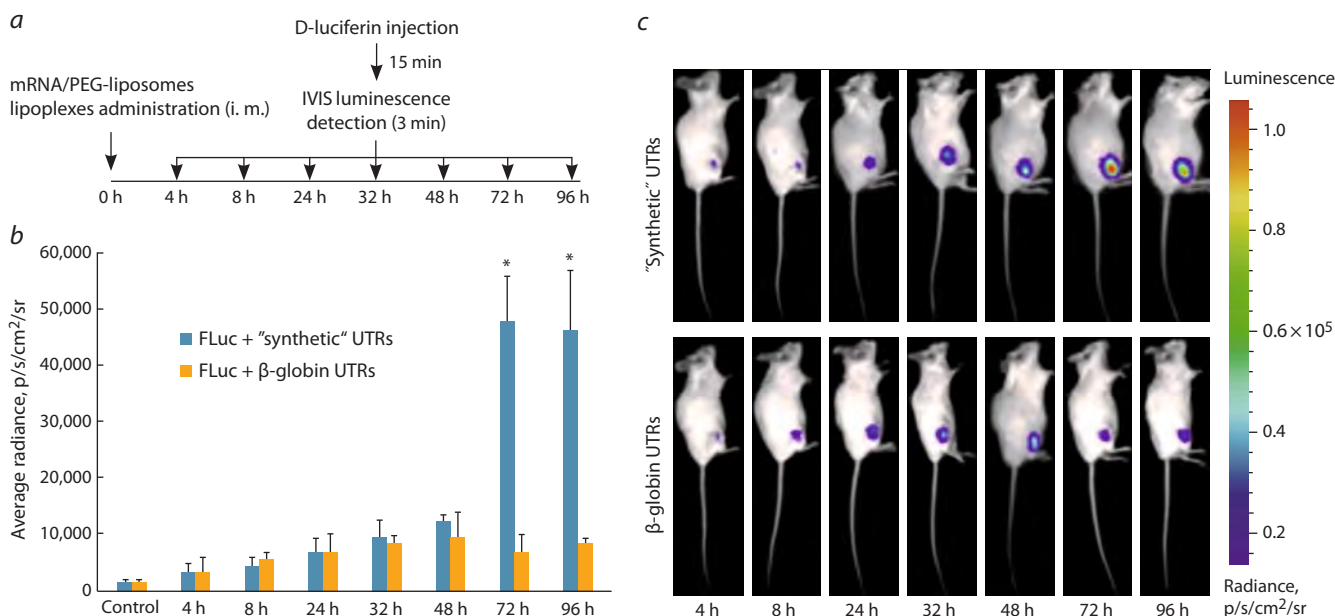 a
D-luciferin injection
15 min
mRNA/PEG-liposomes
lipoplexes administration (i. m.)
IVIS luminescence
detection (3 min)
0 h 4 h 8 h 24 h 32 h 48 h 72 h 96 h
b
60,000
50,000
40,000
30,000
20,000
10,000
0
Average radiance, p/s/cm²/sr
* *
FLuc + ”synthetic“ UTRs
FLuc + β-globin UTRs
Control 4 h 8 h 24 h 32 h 48 h 72 h 96 h
c
”Synthetic“ UTRs
β-globin UTRs
4 h 8 h 24 h 32 h 48 h 72 h 96 h
Luminescence
1.0
0.8
0.6 × 10⁵
0.4
0.2
Radiance,
p/s/cm²/sr